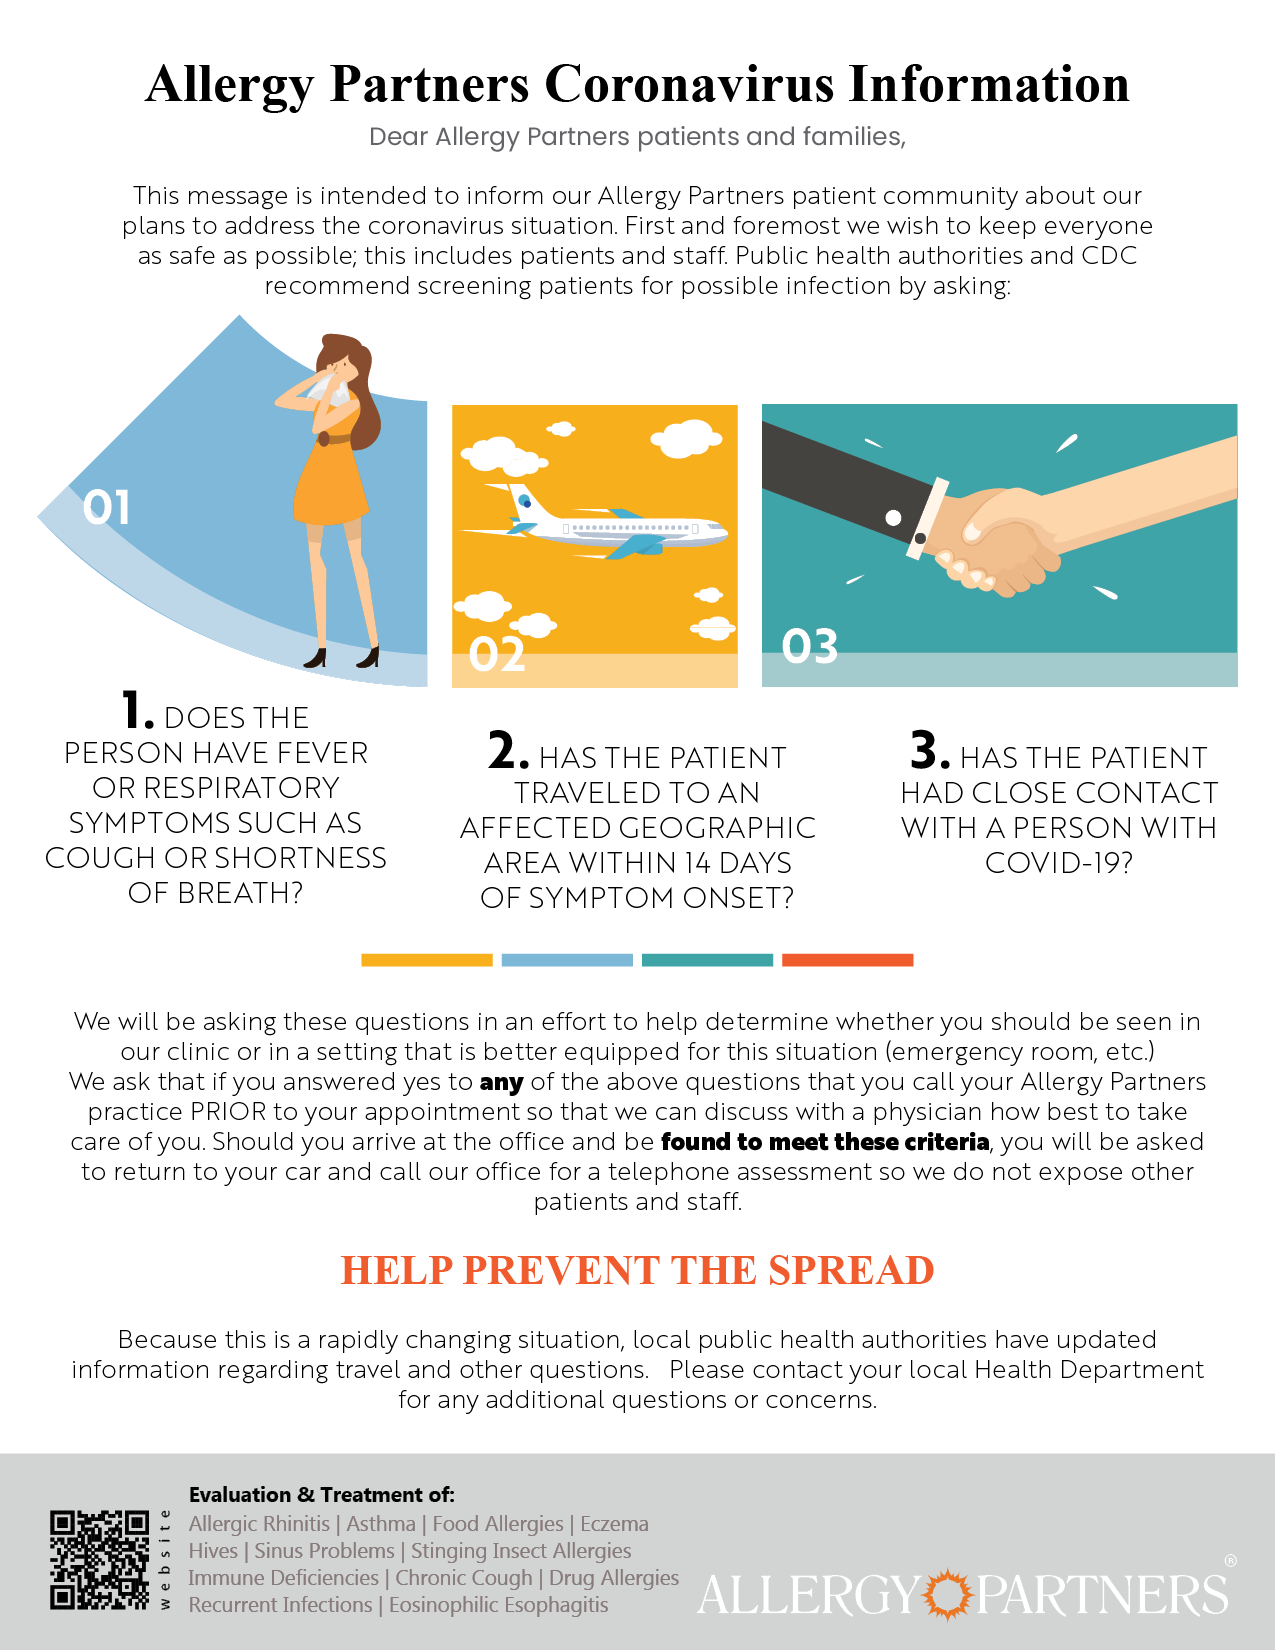 Allergy Partners Coronavirus Information
Dear Allergy Partners patients and families,
This message is intended to inform our Allergy Partners patient community about our
plans to address the coronavirus situation. First and foremost we wish to keep everyone
as safe as possible; this includes patients and staff. Public health authorities and CDC
recommend screening patients for possible infection by asking:
01
02
03
1. DOES THE
PERSON HAVE FEVER
OR RESPIRATORY
SYMPTOMS SUCH AS
COUGH OR SHORTNESS
OF BREATH?
2. HAS THE PATIENT
TRAVELED TO AN
AFFECTED GEOGRAPHIC
AREA WITHIN 14 DAYS
OF SYMPTOM ONSET?
3. HAS THE PATIENT
HAD CLOSE CONTACT
WITH A PERSON WITH
COVID-19?
We will be asking these questions in an effort to help determine whether you should be seen in
our clinic or in a setting that is better equipped for this situation (emergency room, etc.)
We ask that if you answered yes to any of the above questions that you call your Allergy Partners
practice PRIOR to your appointment so that we can discuss with a physician how best to take
care of you. Should you arrive at the office and be found to meet these criteria, you will be asked
to return to your car and call our office for a telephone assessment so we do not expose other
patients and staff.
HELP PREVENT THE SPREAD
Because this is a rapidly changing situation, local public health authorities have updated
information regarding travel and other questions. Please contact your local Health Department
for any additional questions or concerns.
website
Evaluation & Treatment of:
Allergic Rhinitis | Asthma | Food Allergies | Eczema
Hives | Sinus Problems | Stinging Insect Allergies
Immune Deficiencies | Chronic Cough | Drug Allergies
Recurrent Infections | Eosinophilic Esophagitis
ALLERGY PARTNERS ®